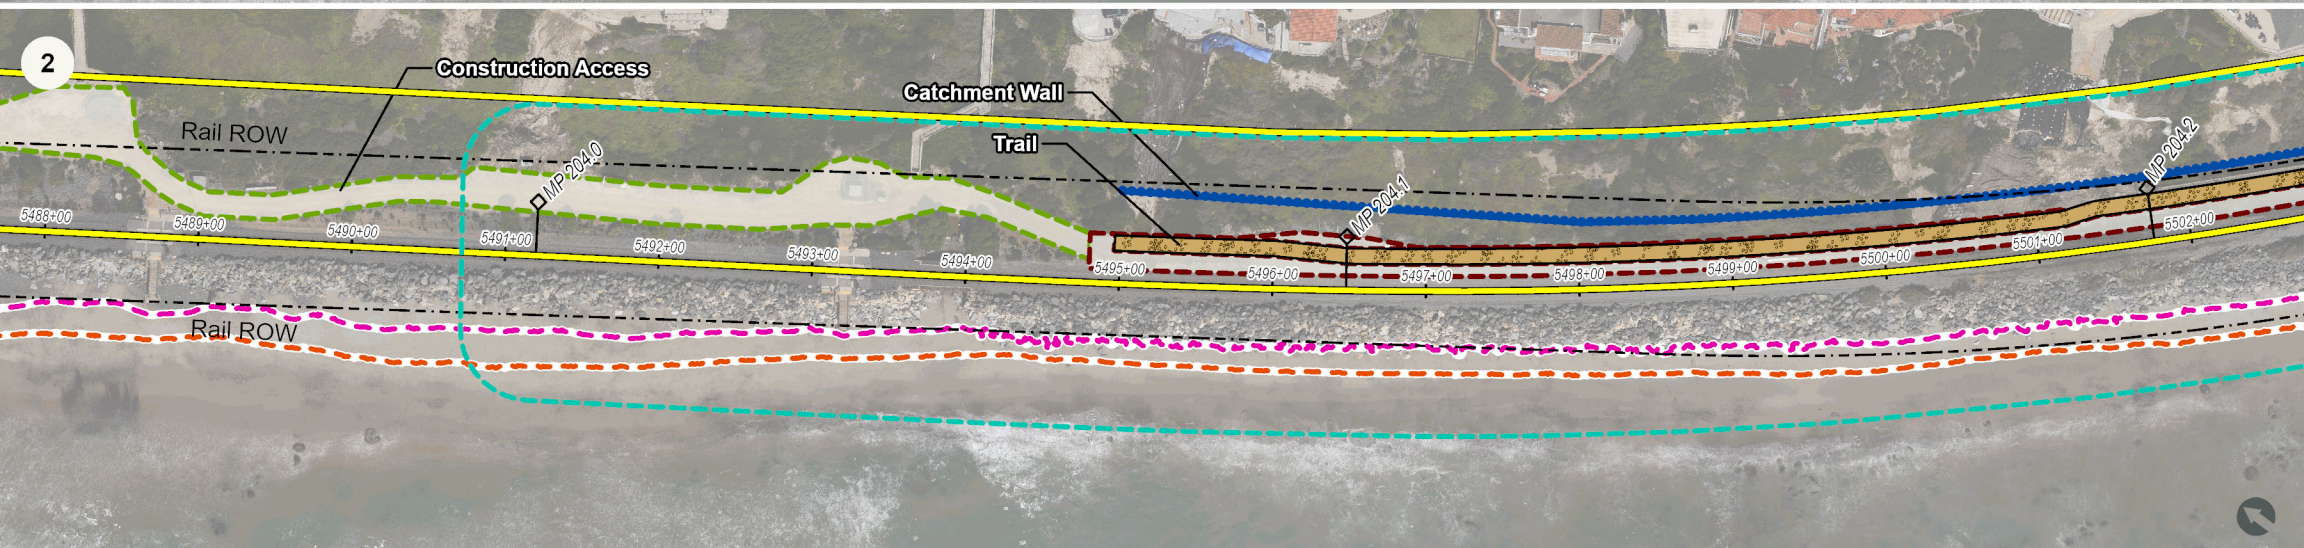 2
Construction Access
Catchment Wall
Trail
Rail ROW
MP 204.0
MP 204.1
MP 204.2
5488+00
5489+00
5490+00
5491+00
5492+00
5493+00
5494+00
5495+00
5496+00
5497+00
5498+00
5499+00
5500+00
5501+00
5502+00
Rail ROW